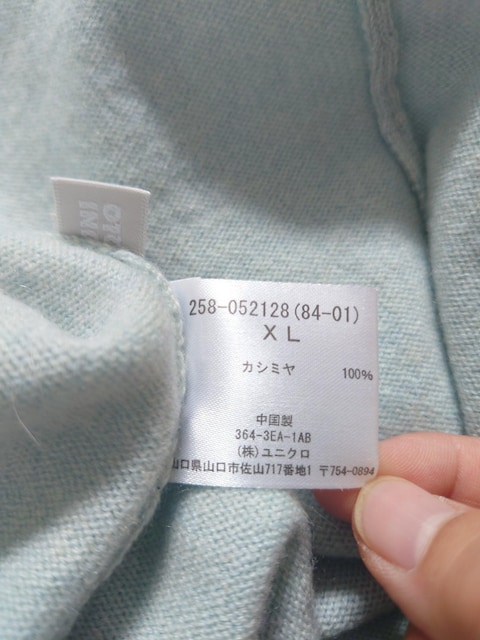 258-052128(84-01)
XL
カシミヤ 100%
中国製
364-3EA-1AB
(株)ユニクロ
山口県山口市佐山717番地1 〒754-0894